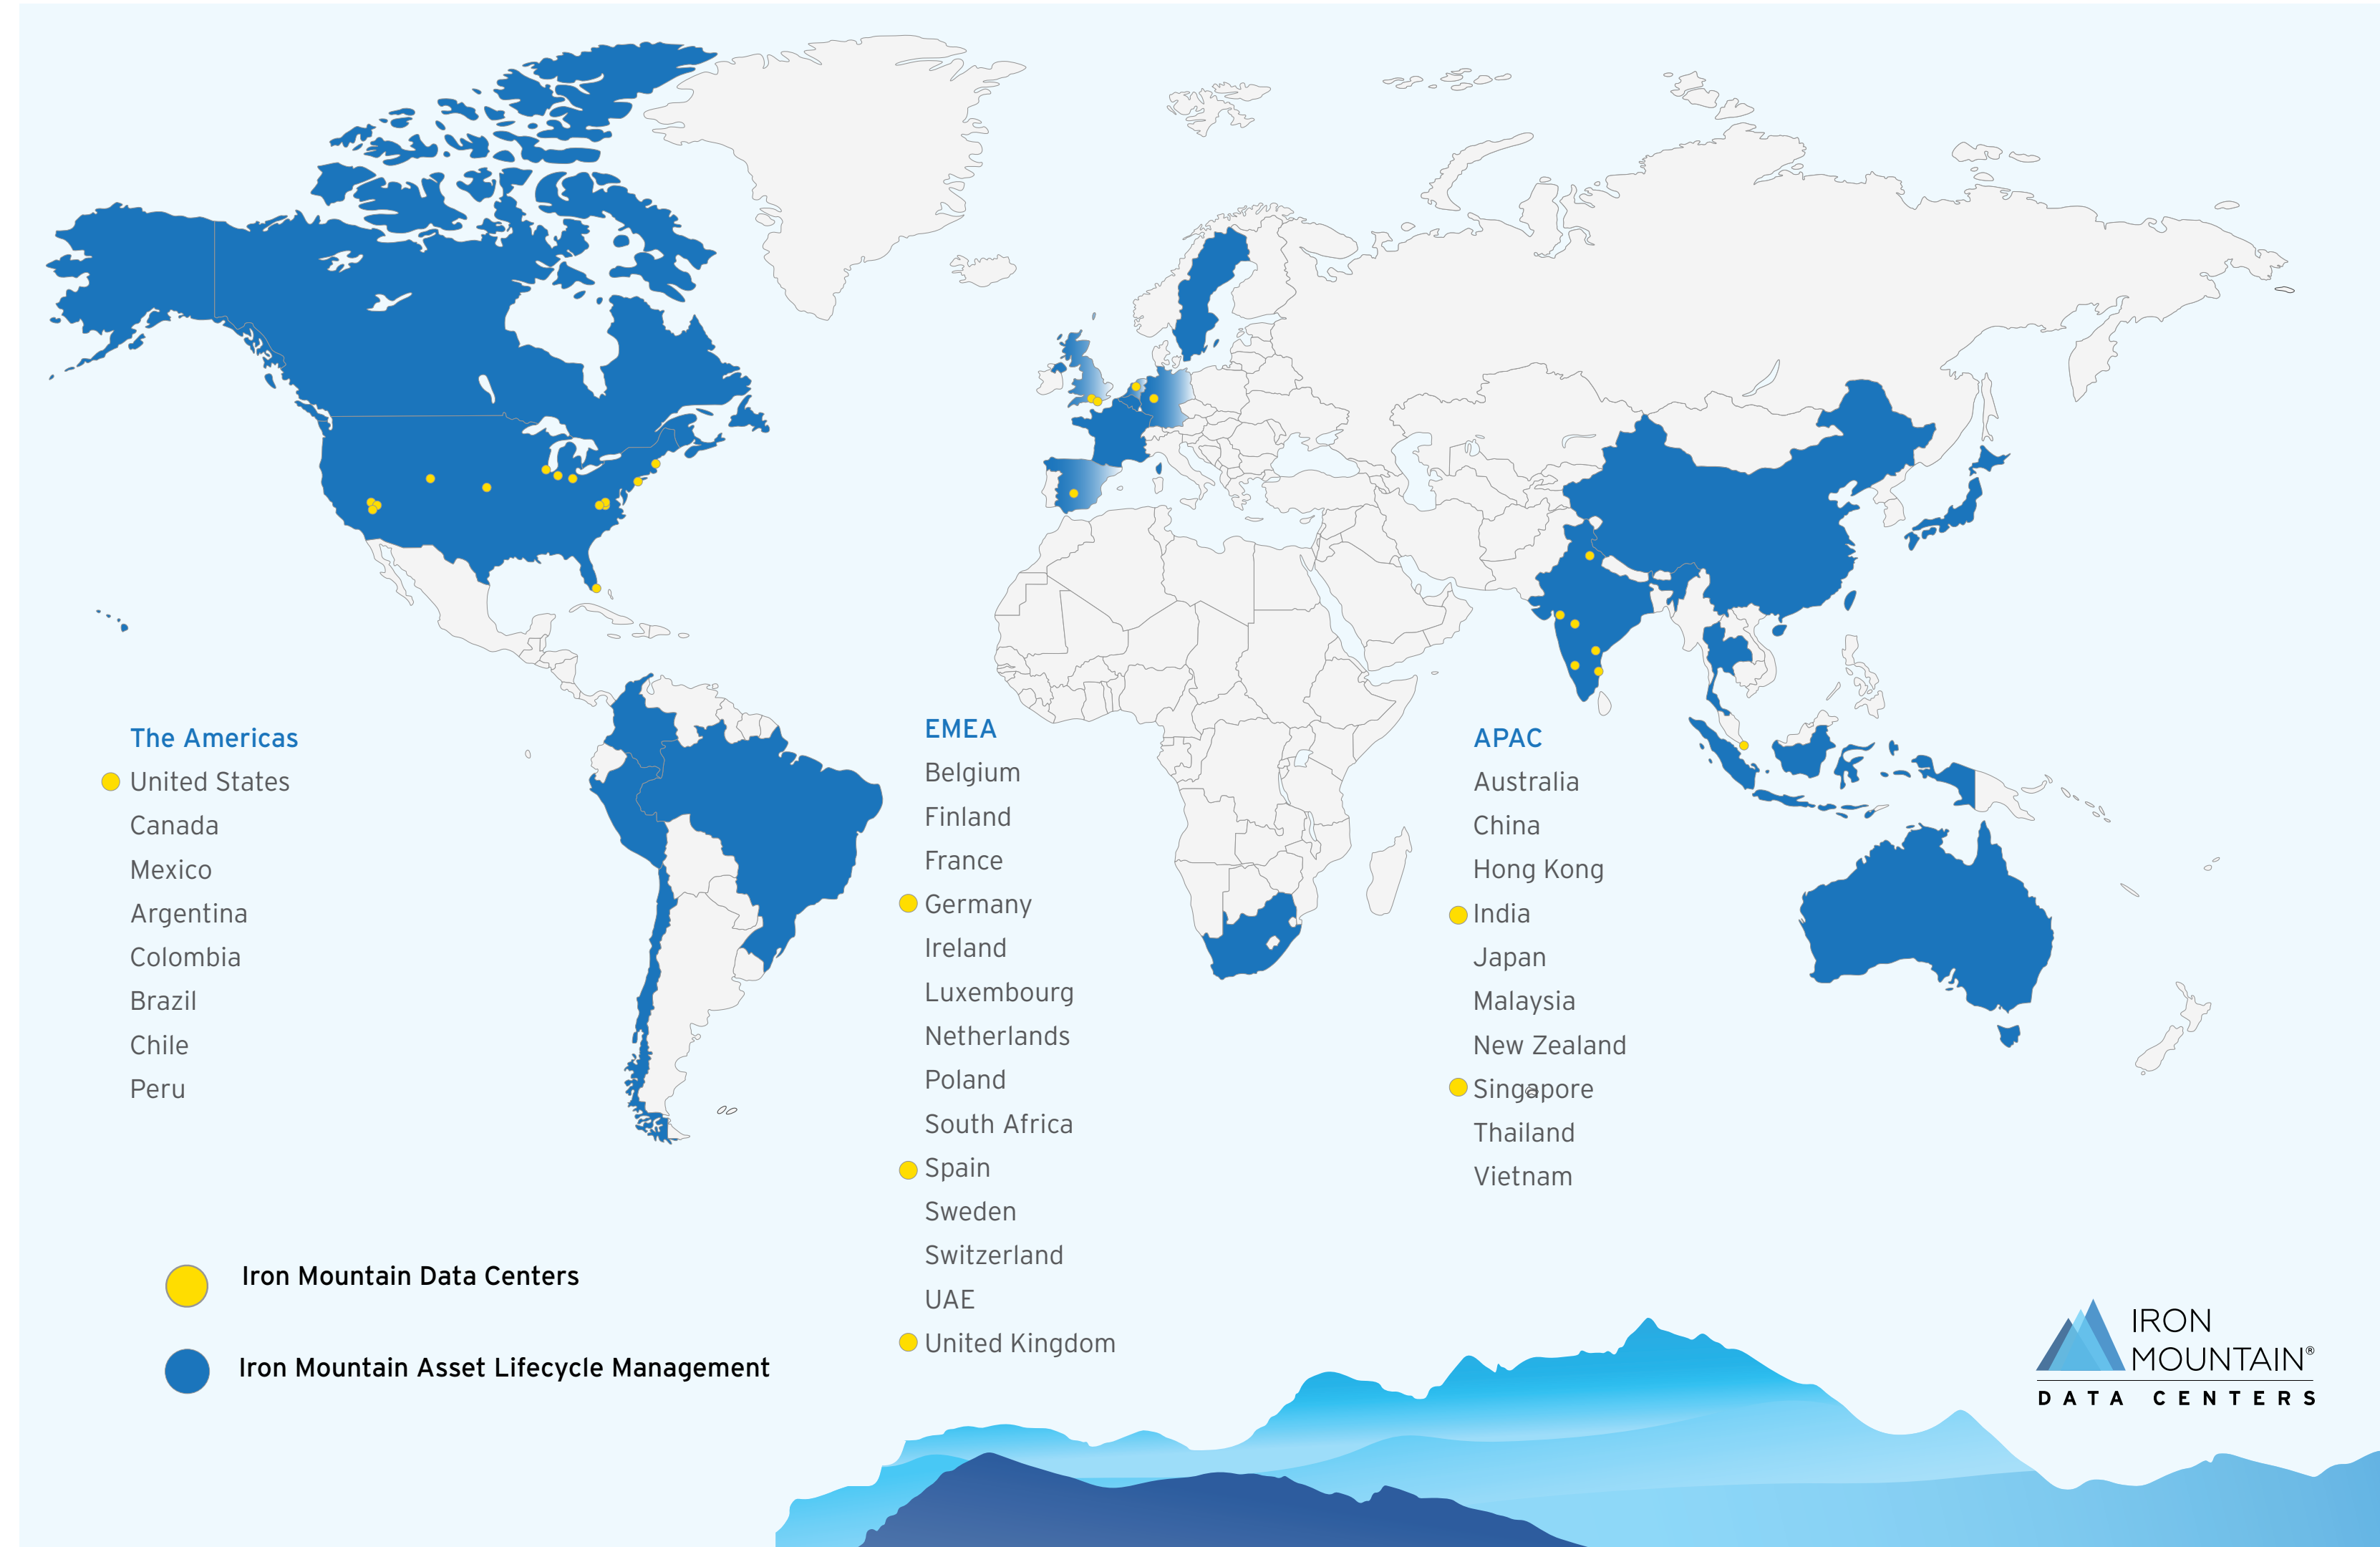 The Americas
United States
Canada
Mexico
Argentina
Colombia
Brazil
Chile
Peru
EMEA
Belgium
Finland
France
Germany
Ireland
Luxembourg
Netherlands
Poland
South Africa
Spain
Sweden
Switzerland
UAE
United Kingdom
APAC
Australia
China
Hong Kong
India
Japan
Malaysia
New Zealand
Singapore
Thailand
Vietnam
Iron Mountain Data Centers
Iron Mountain Asset Lifecycle Management
IRON
MOUNTAIN®
DATA CENTERS